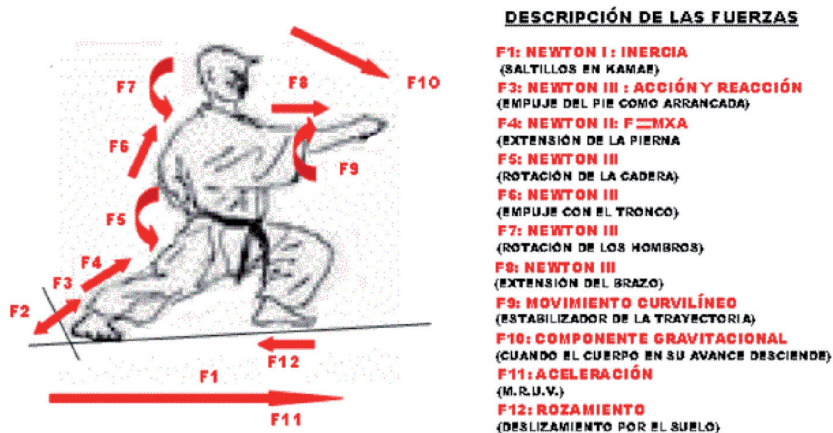 DESCRIPCIÓN DE LAS FUERZAS
F1: NEWTON I : INERCIA
(SALTILLOS EN KAMAE)
F3: NEWTON III : ACCIÓN Y REACCIÓN
(EMPUJE DEL PIE COMO ARRANCADA)
F4: NEWTON II: F=MXA
(EXTENSIÓN DE LA PIERNA
F5: NEWTON III
(ROTACIÓN DE LA CADERA)
F6: NEWTON III
(EMPUJE CON EL TRONCO)
F7: NEWTON III
(ROTACIÓN DE LOS HOMBROS)
F8: NEWTON III
(EXTENSIÓN DEL BRAZO)
F9: MOVIMIENTO CURVILÍNEO
(ESTABILIZADOR DE LA TRAYECTORIA)
F10: COMPONENTE GRAVITACIONAL
(CUANDO EL CUERPO EN SU AVANCE DESCIENDE)
F11: ACELERACIÓN
(M.R.U.V.)
F12: ROZAMIENTO
(DESLIZAMIENTO POR EL SUELO)
F7
F8
F10
F6
F9
F5
F4
F3
F2
F12
F1
F11